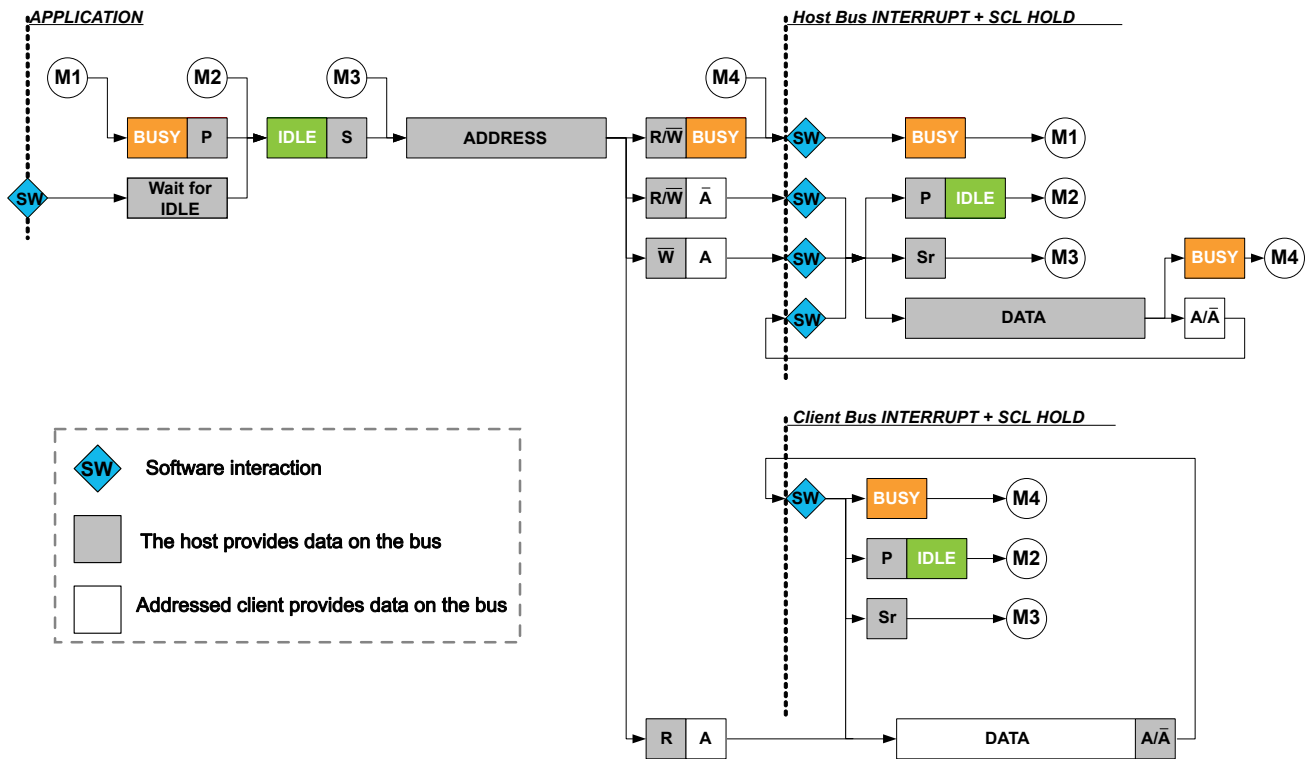 APPLICATION
Host Bus INTERRUPT + SCL HOLD
M1
M2
M3
M4
BUSY P
IDLE S
ADDRESS
R/W̅ BUSY
SW
BUSY
M1
SW
Wait for
IDLE
R/W̅ A̅
SW
P IDLE
M2
W̅ A
SW
Sr
M3
BUSY
M4
SW
DATA
A/A̅
Client Bus INTERRUPT + SCL HOLD
SW
Software interaction
The host provides data on the bus
Addressed client provides data on the bus
SW
BUSY
M4
P IDLE
M2
Sr
M3
R A
DATA
A/A̅